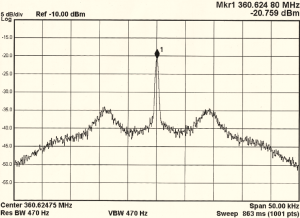 Mkr1 360.624 80 MHz
5 dB/div Ref -10.00 dBm -20.759 dBm
Log
1
-15.0
-20.0
-25.0
-30.0
-35.0
-40.0
-45.0
-50.0
-55.0
Center 360.62475 MHz Span 50.00 kHz
Res BW 470 Hz VBW 470 Hz Sweep 863 ms (1001 pts)